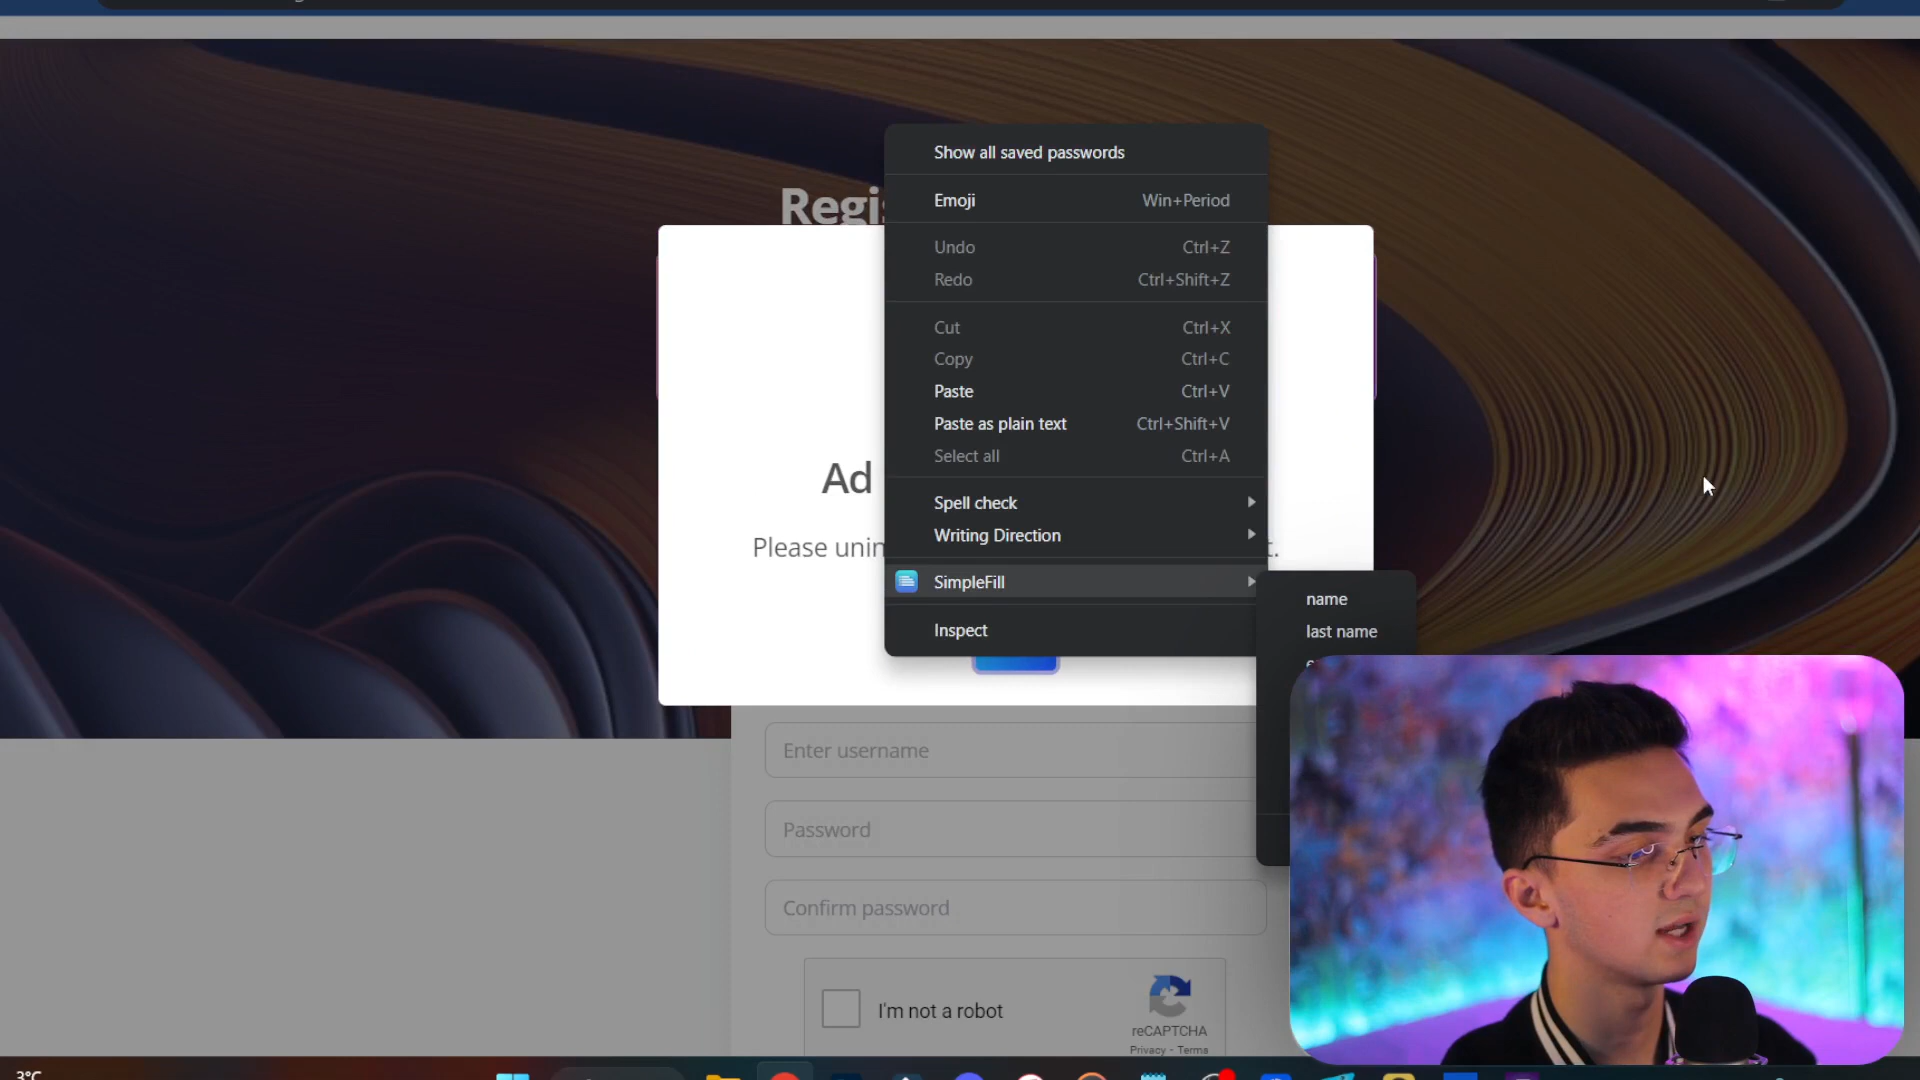 Show all saved passwords
Emoji Win+Period
Regi
Undo Ctrl+Z
Redo Ctrl+Shift+Z
Cut Ctrl+X
Copy Ctrl+C
Paste Ctrl+V
Paste as plain text Ctrl+Shift+V
Select all Ctrl+A
Ad
Spell check
Writing Direction
Please unin t.
SimpleFill
name
Inspect
last name
Enter username
Password
Confirm password
I'm not a robot
reCAPTCHA
Privacy - Terms
3°C